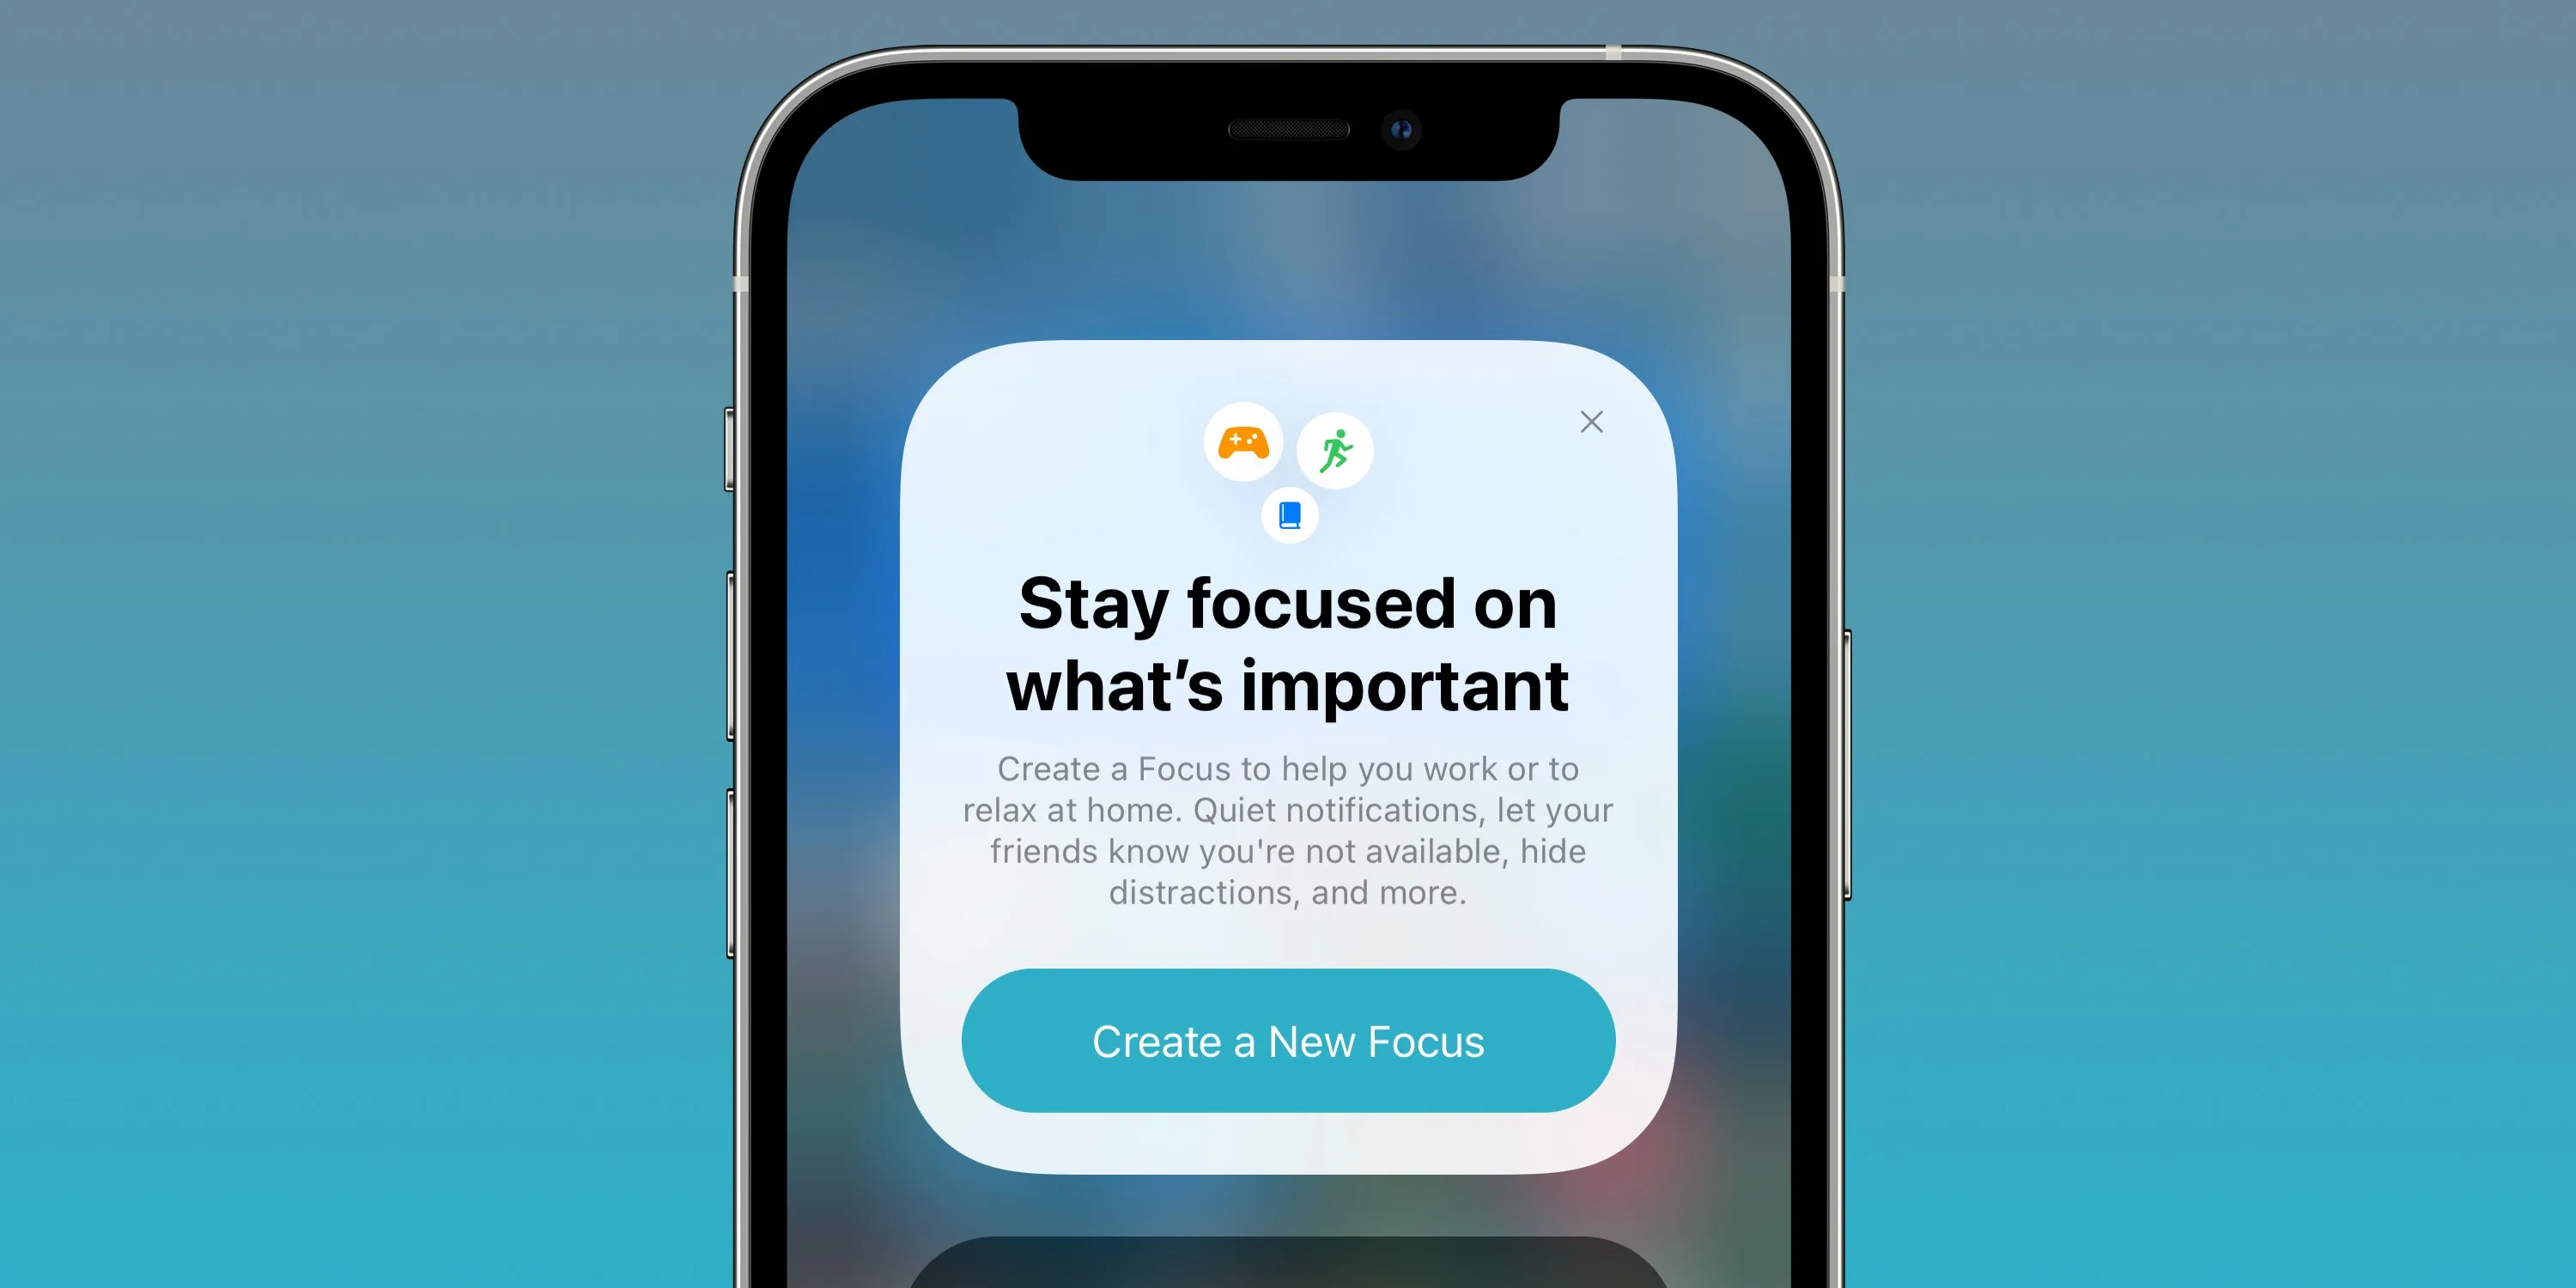 Stay focused on
what’s important
Create a Focus to help you work or to
relax at home. Quiet notifications, let your
friends know you're not available, hide
distractions, and more.
Create a New Focus